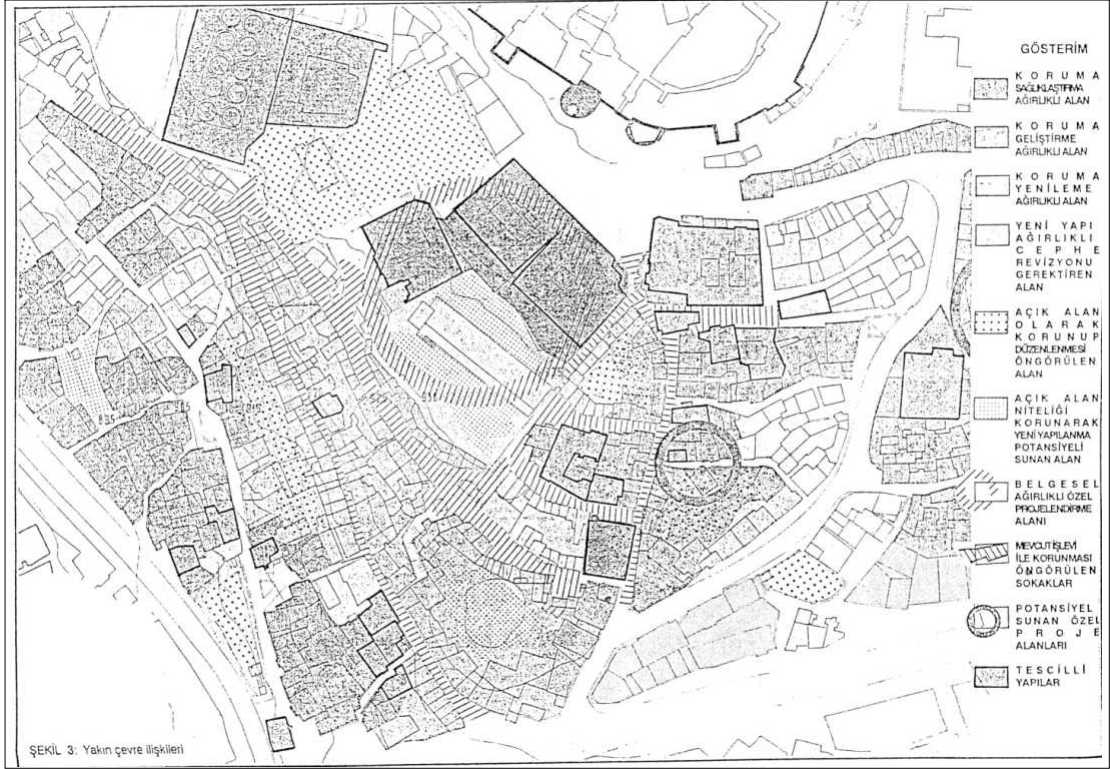 GÖSTERİM
KORUMA
SAĞLIKLAŞTIRMA
AĞIRLIKLI ALAN
KORUMA
GELİŞTİRME
AĞIRLIKLI ALAN
KORUMA
YENİLEME
AĞIRLIKLI ALAN
YENİ YAPI
AĞIRLIKLI
CEPHE
REVİZYONU
GEREKTİREN
ALAN
AÇIK ALAN
OLARAK
KORUNUP
DÜZENLENMESİ
ÖNGÖRÜLEN
ALAN
AÇIK ALAN
NİTELİĞİ
KORUNARAK
YENİ YAPILANMA
POTANSİYELİ
SUNAN ALAN
BELGESEL
AĞIRLIKLI ÖZEL
PROJELENDİRME
ALANI
MEVCUT İŞLEVİ
İLE KORUNMASI
ÖNGÖRÜLEN
SOKAKLAR
POTANSİYEL
SUNAN ÖZEL
PROJE
ALANLARI
TESCİLLİ
YAPILAR
ŞEKİL 3: Yakın çevre ilişkileri